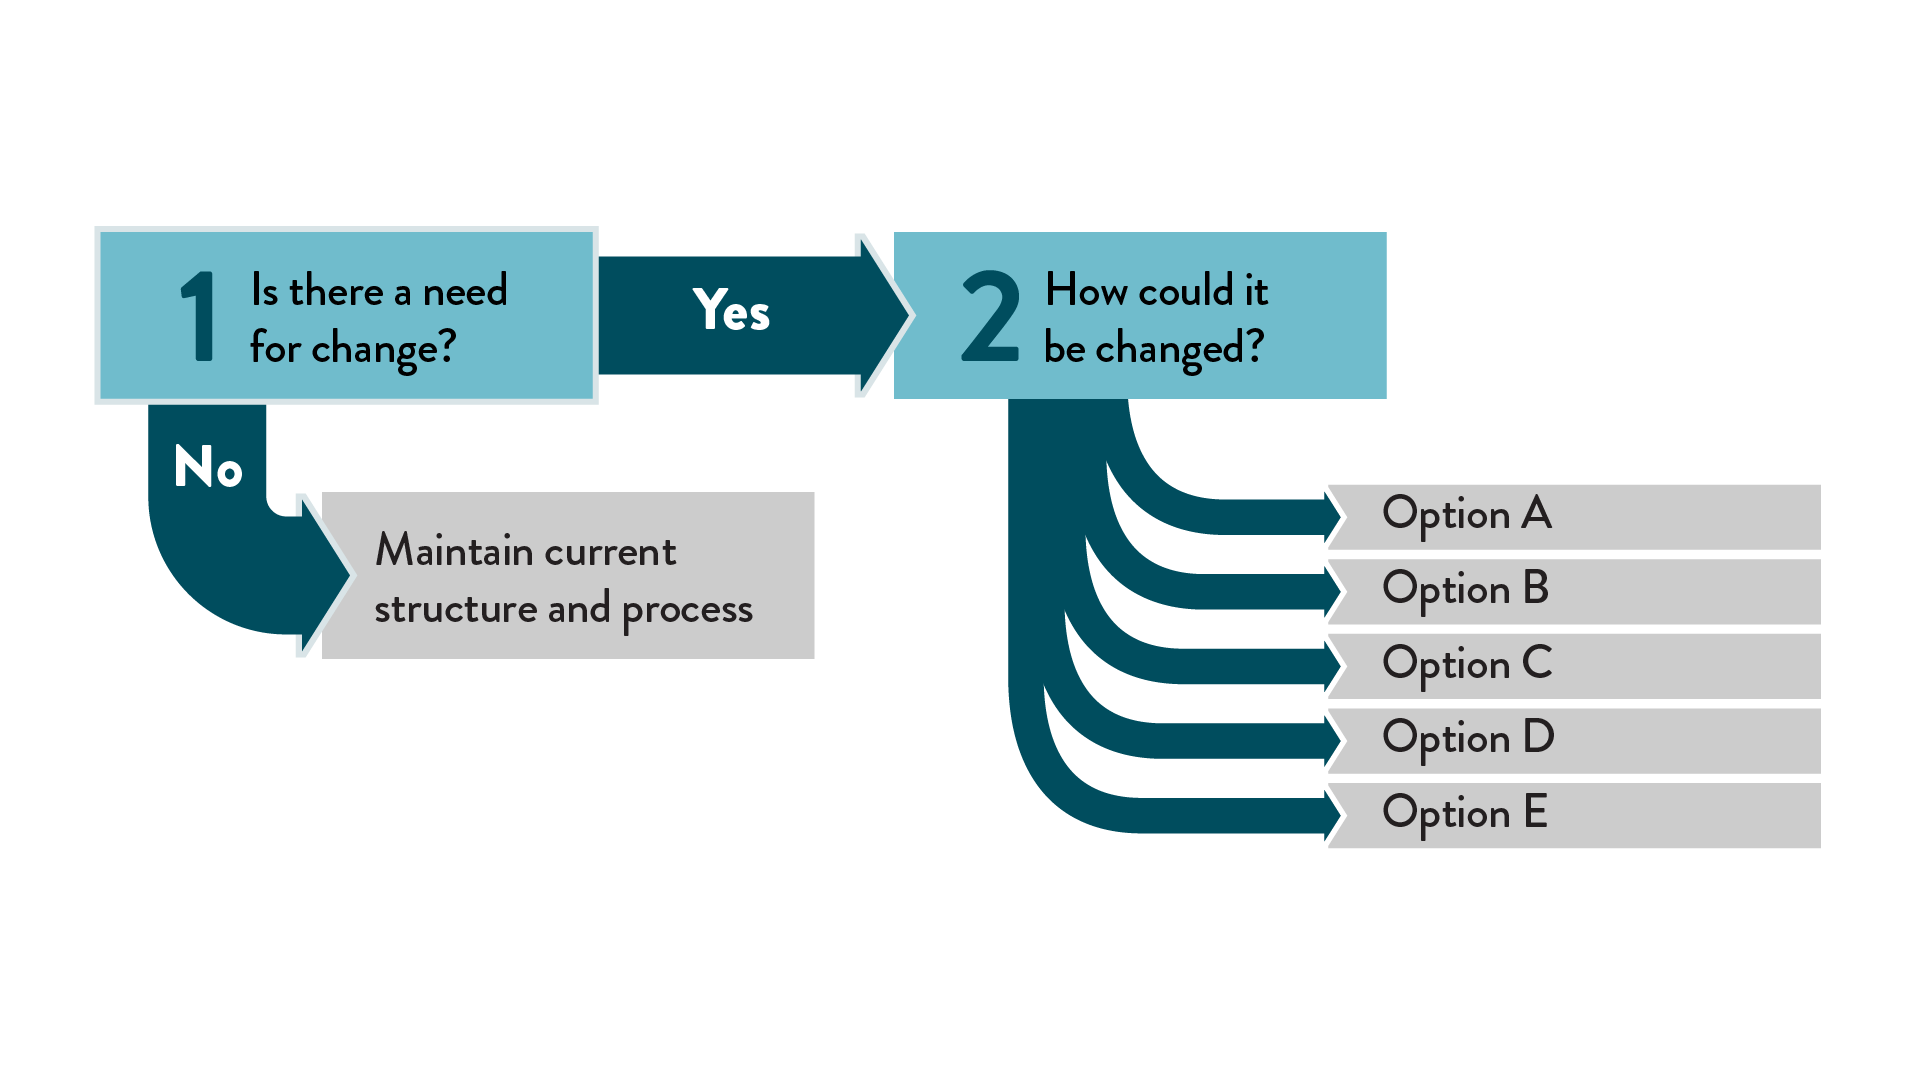 1
Is there a need
for change?
Yes
2
How could it
be changed?
No
Maintain current
structure and process
Option A
Option B
Option C
Option D
Option E